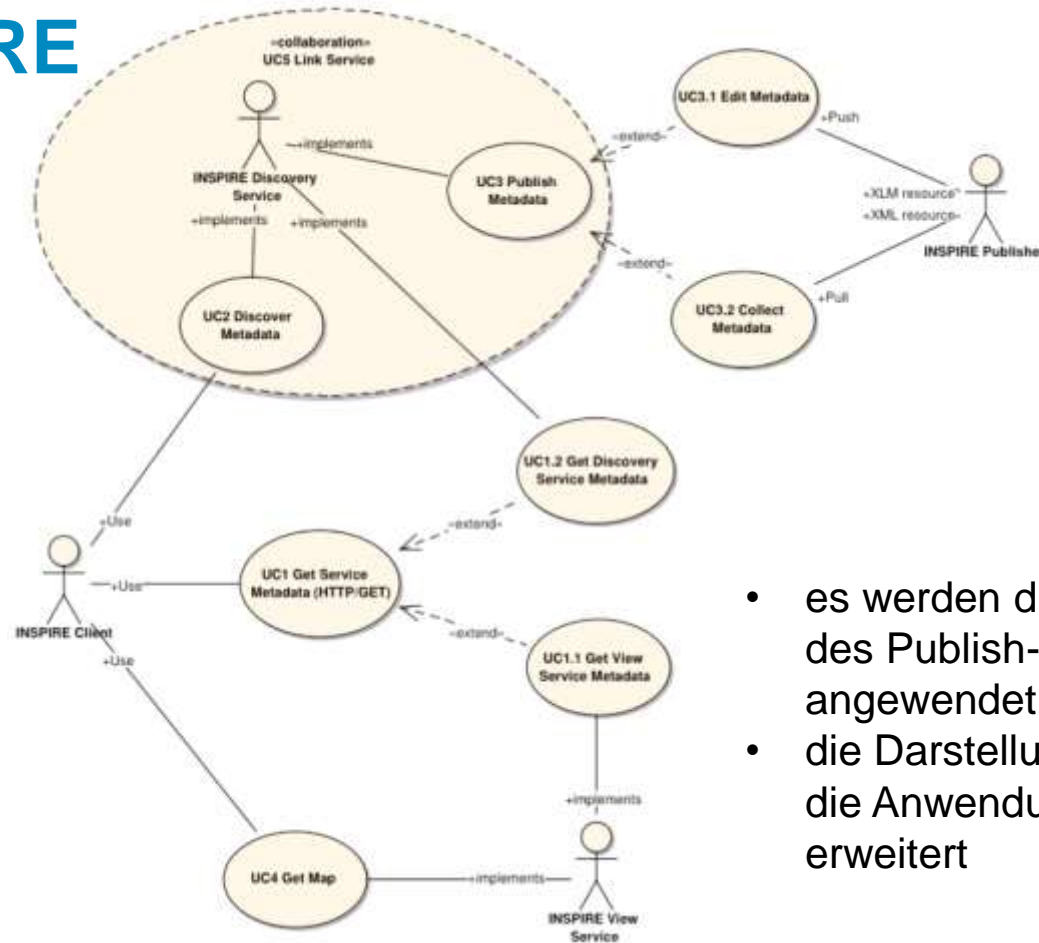 RE
«collaboration»
UC5 Link Service
INSPIRE Discovery
Service
+implements
+implements
+implements
UC3 Publish
Metadata
UC2 Discover
Metadata
UC3.1 Edit Metadata
«extend»
+Push
+XLM resource
+XML resource
INSPIRE Publishe
«extend»
+Pull
UC3.2 Collect
Metadata
UC1.2 Get Discovery
Service Metadata
«extend»
+Use
+Use
+Use
INSPIRE Client
UC1 Get Service
Metadata (HTTP/GET)
«extend»
UC1.1 Get View
Service Metadata
+implements
UC4 Get Map
+implements
INSPIRE View
Service
• es werden d
des Publish-
angewendet
• die Darstellu
die Anwendu
erweitert